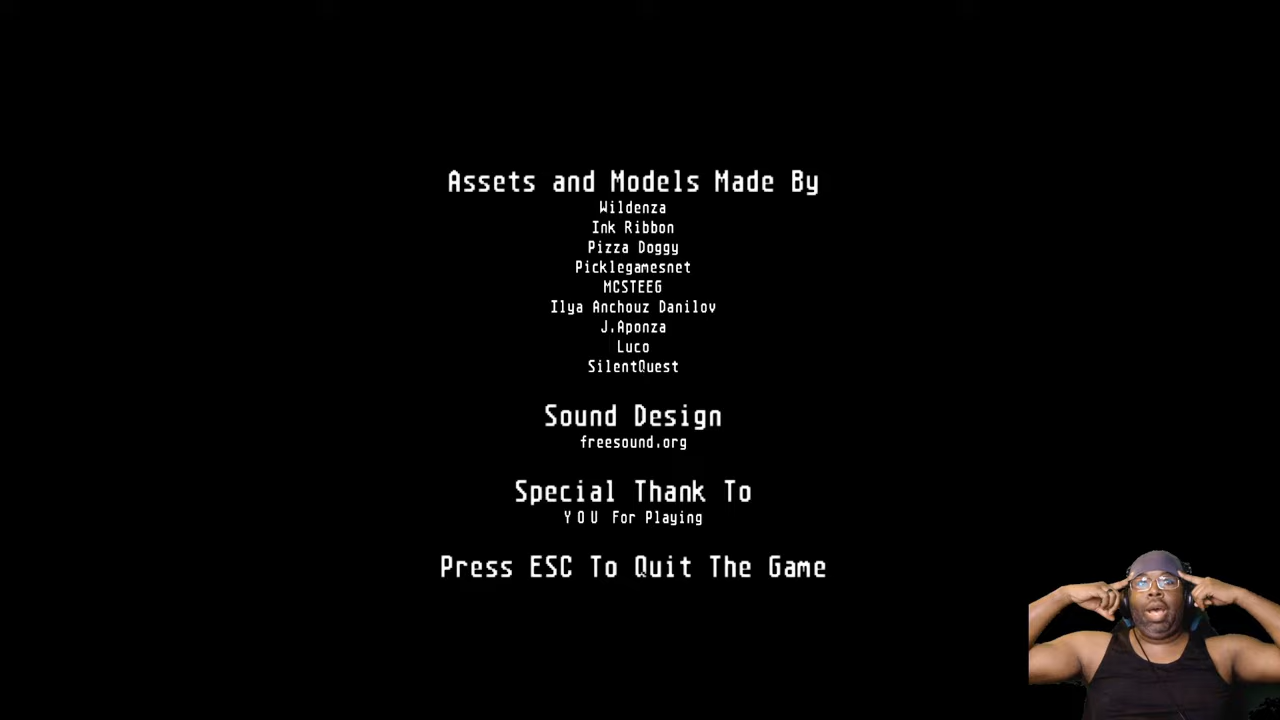 Assets and Models Made By
Wildenza
Ink Ribbon
Pizza Doggy
Picklegamesnet
MCSTEEG
Ilya Anchouz Danilov
J.Aponza
Luco
SilentQuest
Sound Design
freesound.org
Special Thank To
Y O U For Playing
Press ESC To Quit The Game